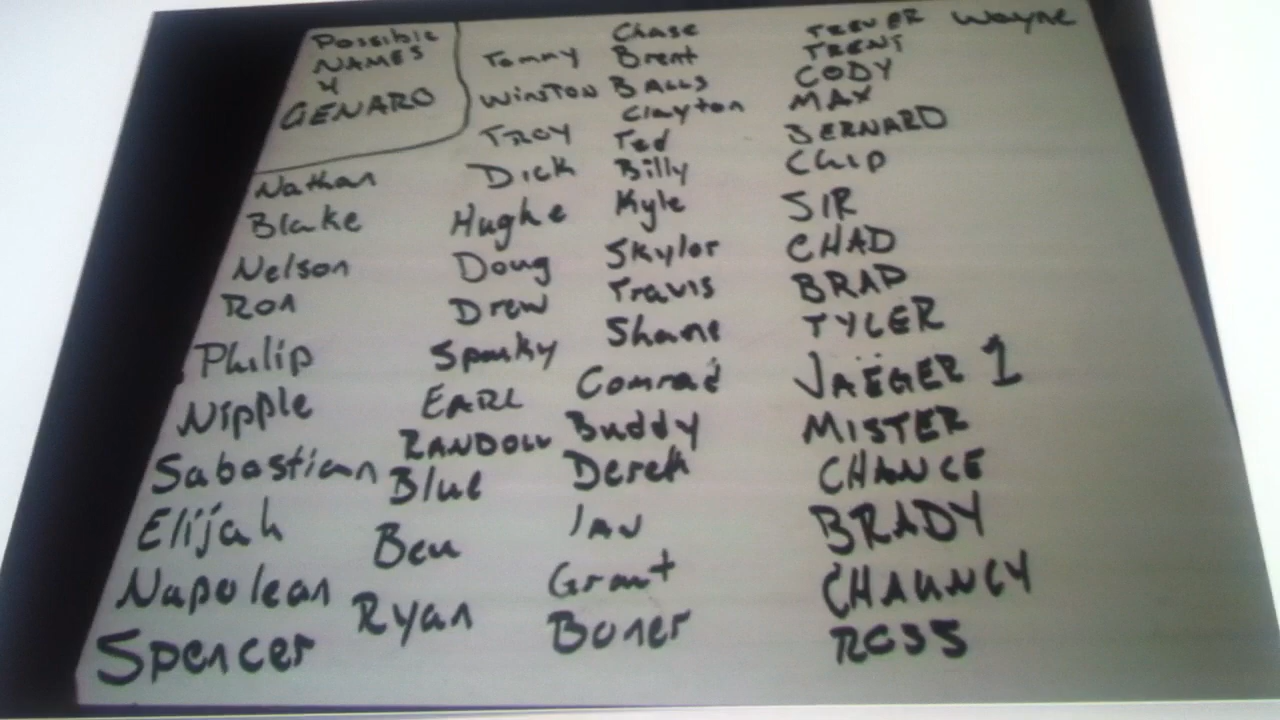 Possible
NAMES
4
GENARO
Nathan
Blake
Nelson
Ron
Philip
Nipple
Sabastian
Elijah
Napolean
Spencer
Tommy
WINSTON
TROY
Dick
Hughe
Doug
Drew
Sparky
EARL
RANDOLL
Blue
Ben
Ryan
Chase
Brent
BALLS
Clayton
Ted
Billy
Kyle
Skylor
Travis
Shane
Comrad
Buddy
Derek
IAN
Grant
Boner
TREVER Wayne
TRENT
CODY
MAX
BERNARD
CHIP
SIR
CHAD
BRAD
TYLER
JAËGER 1
MISTER
CHANCE
BRADY
CHAUNCY
ROSS